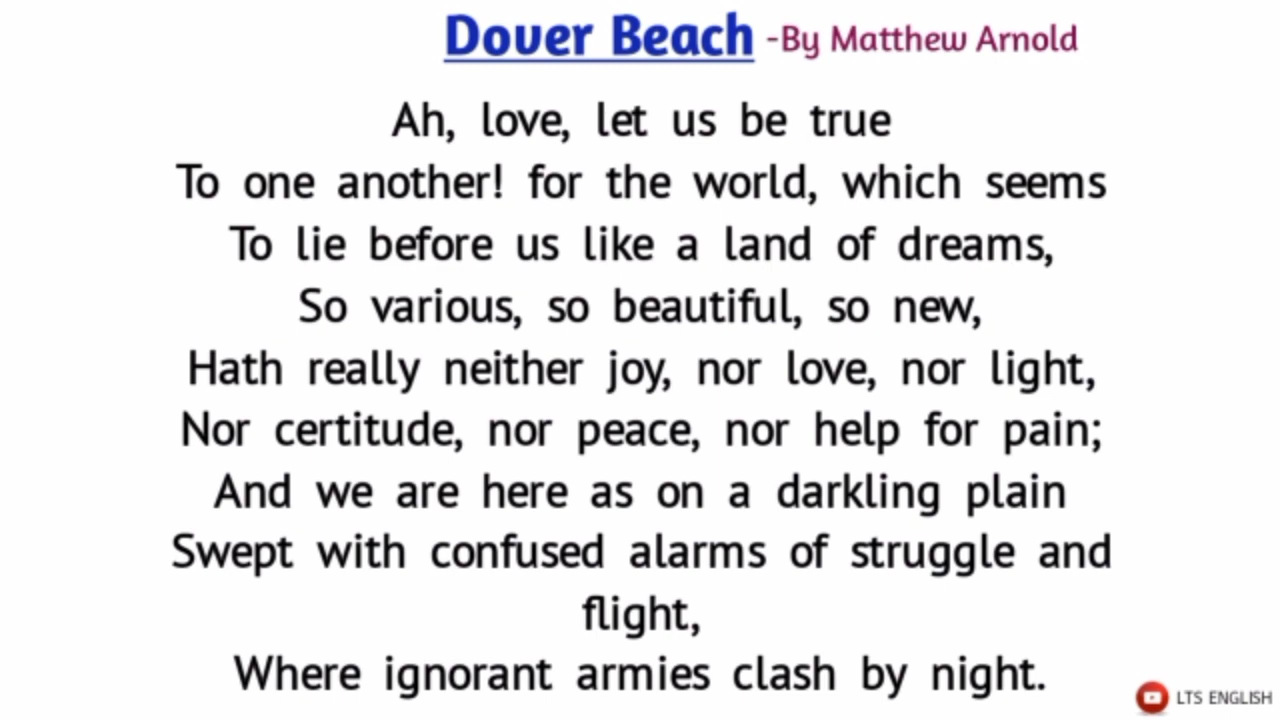 Dover Beach -By Matthew Arnold
Ah, love, let us be true
To one another! for the world, which seems
To lie before us like a land of dreams,
So various, so beautiful, so new,
Hath really neither joy, nor love, nor light,
Nor certitude, nor peace, nor help for pain;
And we are here as on a darkling plain
Swept with confused alarms of struggle and
flight,
Where ignorant armies clash by night.
LTS ENGLISH